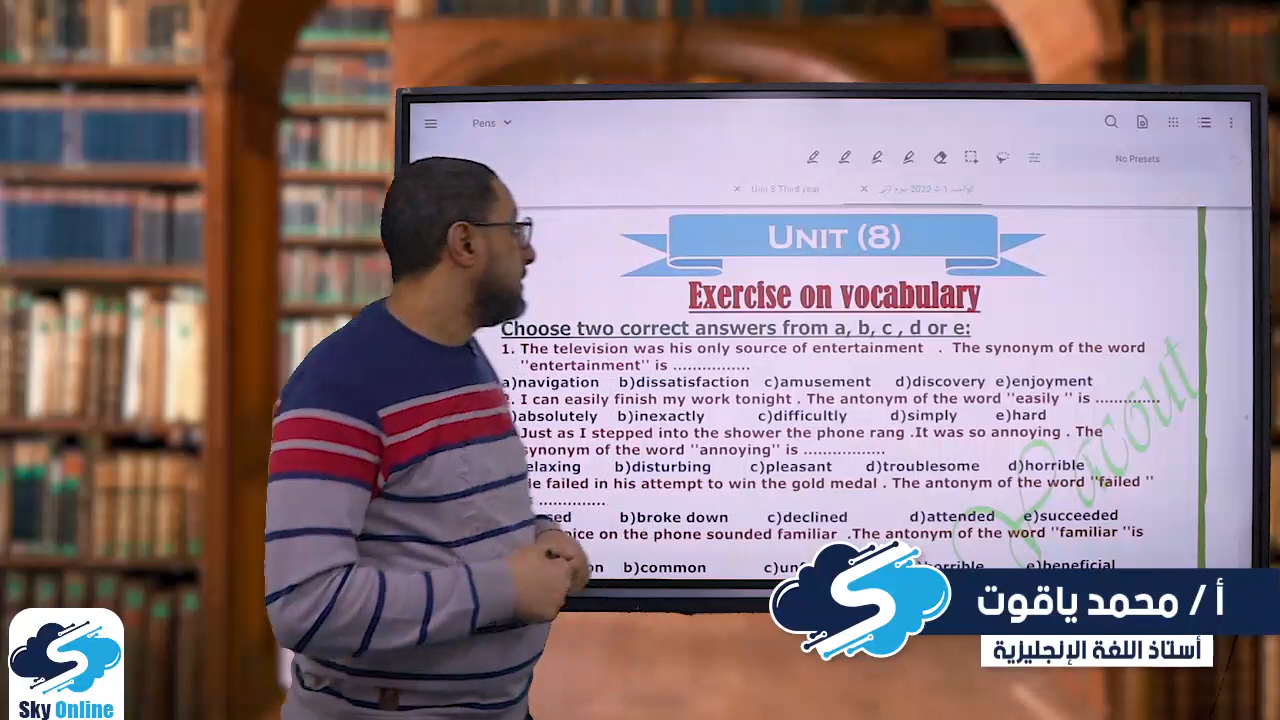 Pens
No Presets
Unit 8 Third year
UNIT (8)
Exercise on vocabulary
Choose two correct answers from a, b, c , d or e:
1. The television was his only source of entertainment . The synonym of the word
"entertainment" is ................
a)navigation b)dissatisfaction c)amusement d)discovery e)enjoyment
. I can easily finish my work tonight . The antonym of the word "easily " is .............
)absolutely b)inexactly c)difficultly d)simply e)hard
Just as I stepped into the shower the phone rang .It was so annoying . The
synonym of the word "annoying" is ................
elaxing b)disturbing c)pleasant d)troublesome d)horrible
e failed in his attempt to win the gold medal . The antonym of the word "failed "
.............
sed b)broke down c)declined d)attended e)succeeded
oice on the phone sounded familiar .The antonym of the word "familiar "is
n b)common c)un orrible e)beneficial
Yacout
أ / محمد ياقوت
أستاذ اللغة الإنجليزية
S
Sky Online